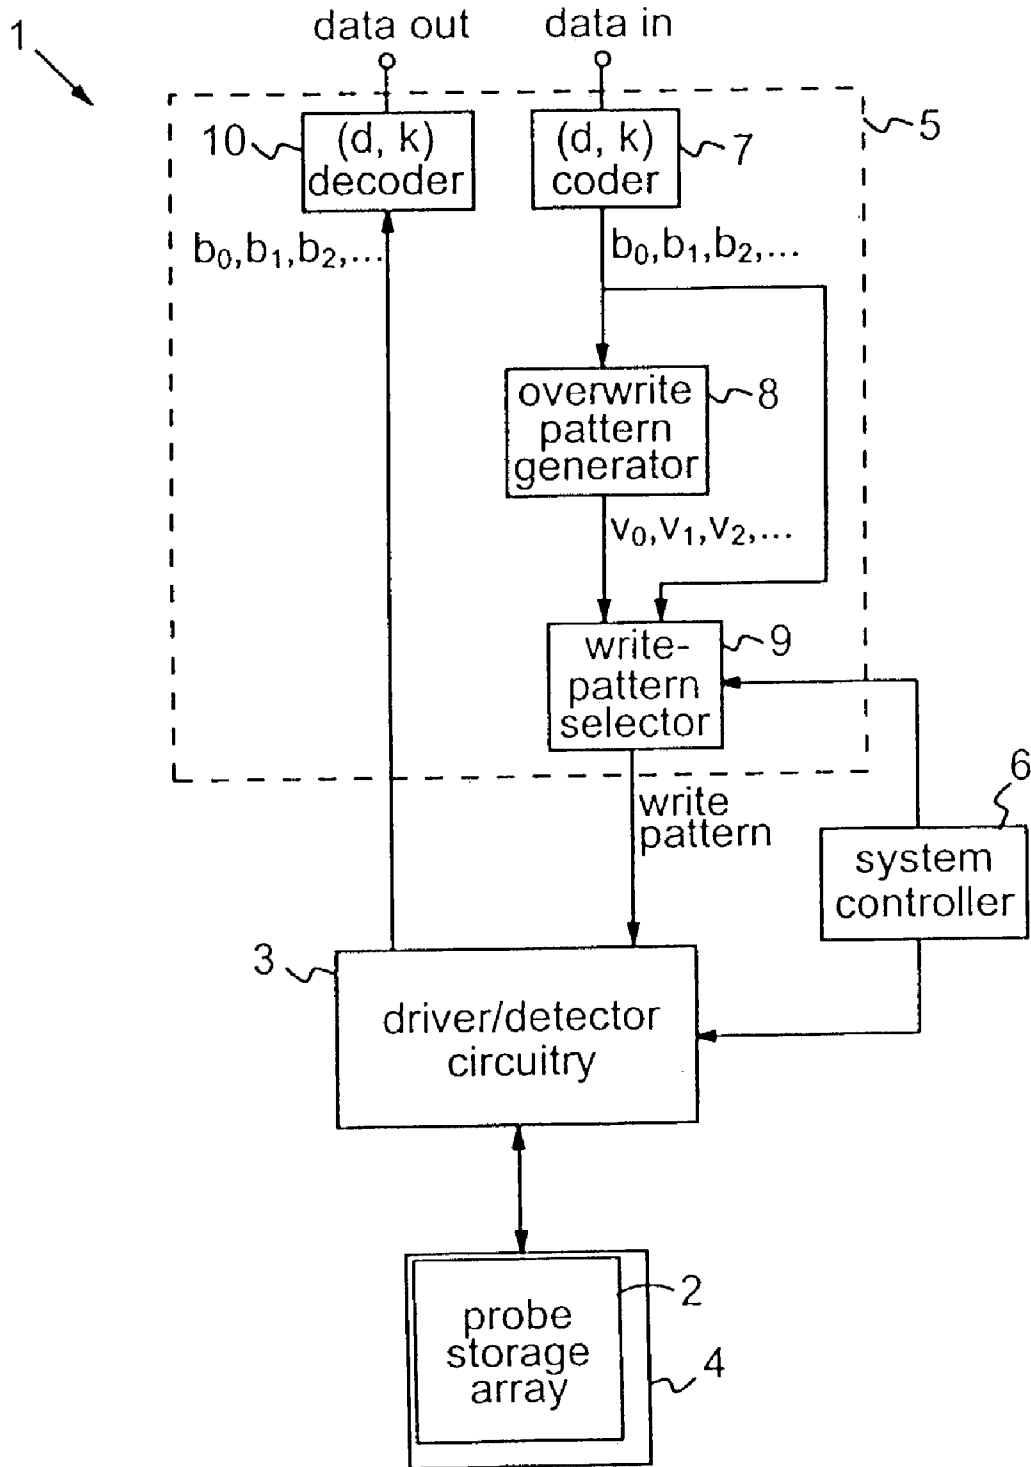 1
data out
data in
10
(d, k)
decoder
(d, k)
coder
7
5
b₀,b₁,b₂,...
b₀,b₁,b₂,...
overwrite
pattern
generator
8
v₀,v₁,v₂,...
write-
pattern
selector
9
write
pattern
6
system
controller
3
driver/detector
circuitry
probe
storage
array
2
4